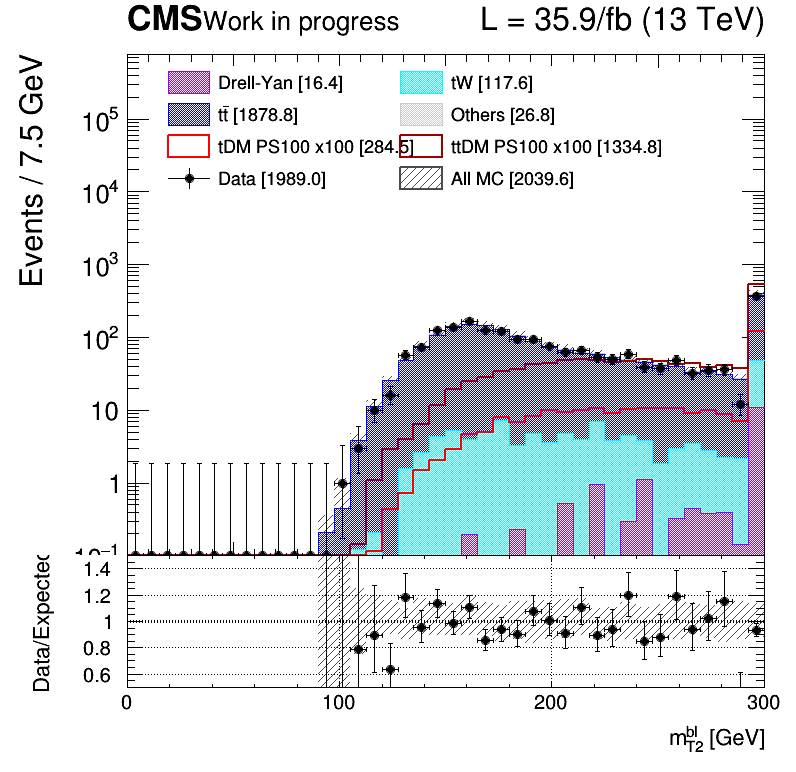 CMS Work in progress L = 35.9/fb (13 TeV)
Events / 7.5 GeV
Drell-Yan [16.4] tW [117.6]
tt̄ [1878.8] Others [26.8]
tDM PS100 x100 [284.5] ttDM PS100 x100 [1334.8]
Data [1989.0] All MC [2039.6]
10⁵
10⁴
10³
10²
10
1
10⁻¹
Data/Expected
1.4
1.2
1
0.8
0.6
0 100 200 300
m_{T2}^{bl} [GeV]